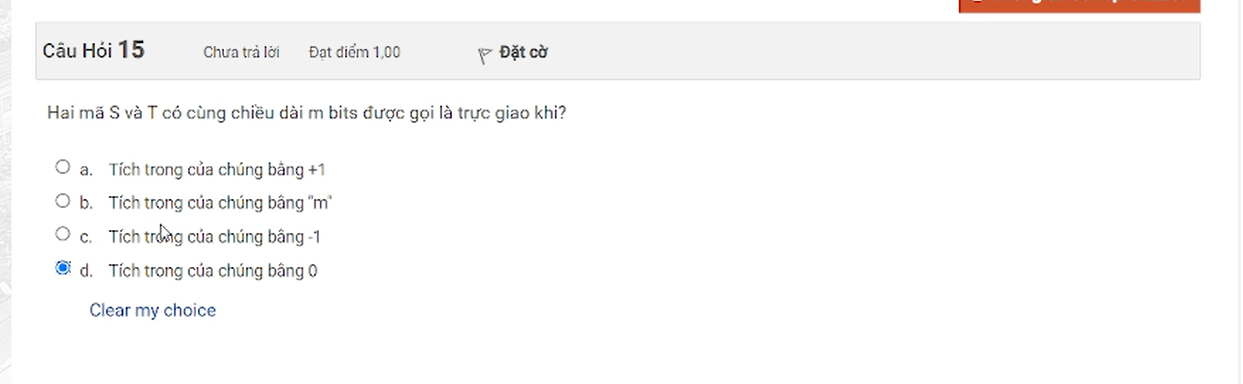 Câu Hỏi 15 Chưa trả lời Đạt điểm 1,00 Đặt cờ
Hai mã S và T có cùng chiều dài m bits được gọi là trực giao khi?
a. Tích trong của chúng bằng +1
b. Tích trong của chúng bằng "m"
c. Tích trong của chúng bằng -1
d. Tích trong của chúng bằng 0
Clear my choice